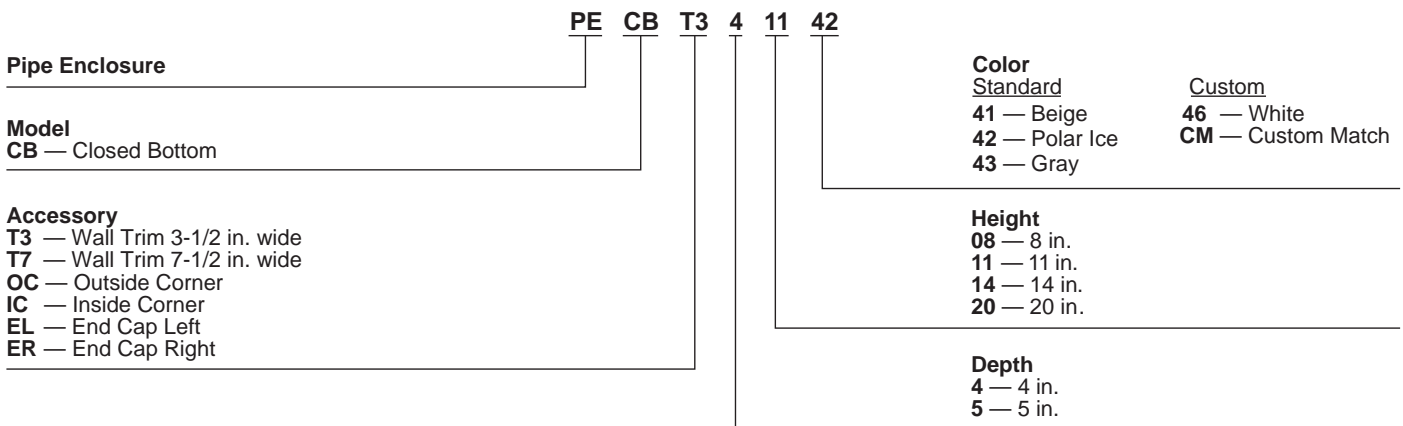 PE CB T3 4 11 42
Pipe Enclosure
Model
CB — Closed Bottom
Accessory
T3 — Wall Trim 3-1/2 in. wide
T7 — Wall Trim 7-1/2 in. wide
OC — Outside Corner
IC — Inside Corner
EL — End Cap Left
ER — End Cap Right
Color
Standard Custom
41 — Beige 46 — White
42 — Polar Ice CM — Custom Match
43 — Gray
Height
08 — 8 in.
11 — 11 in.
14 — 14 in.
20 — 20 in.
Depth
4 — 4 in.
5 — 5 in.